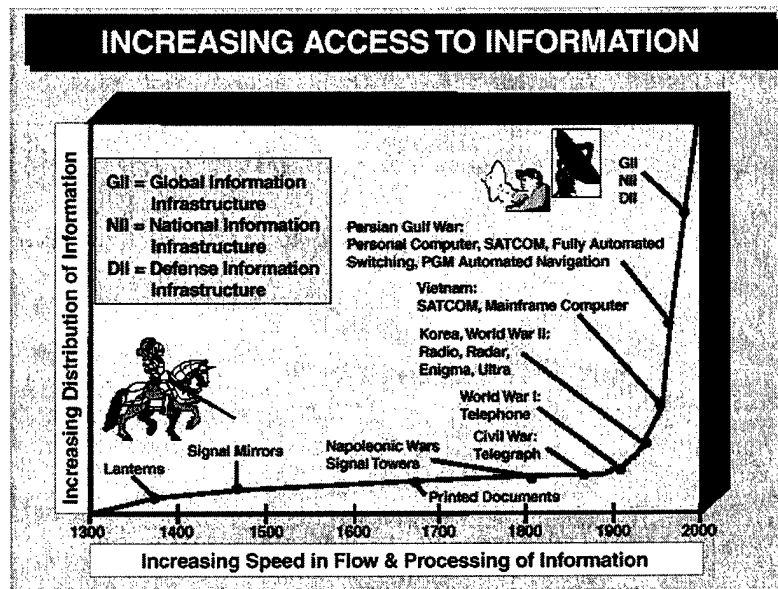 INCREASING ACCESS TO INFORMATION
Increasing Distribution of Information
GII = Global Information
Infrastructure
NII = National Information
Infrastructure
DII = Defense Information
Infrastructure
GII
NII
DII
Persian Gulf War:
Personal Computer, SATCOM, Fully Automated
Switching, PGM Automated Navigation
Vietnam:
SATCOM, Mainframe Computer
Korea, World War II:
Radio, Radar,
Enigma, Ultra
World War I:
Telephone
Civil War:
Telegraph
Napoleonic Wars
Signal Towers
Signal Mirrors
Lanterns
Printed Documents
1300 1400 1500 1600 1700 1800 1900 2000
Increasing Speed in Flow & Processing of Information